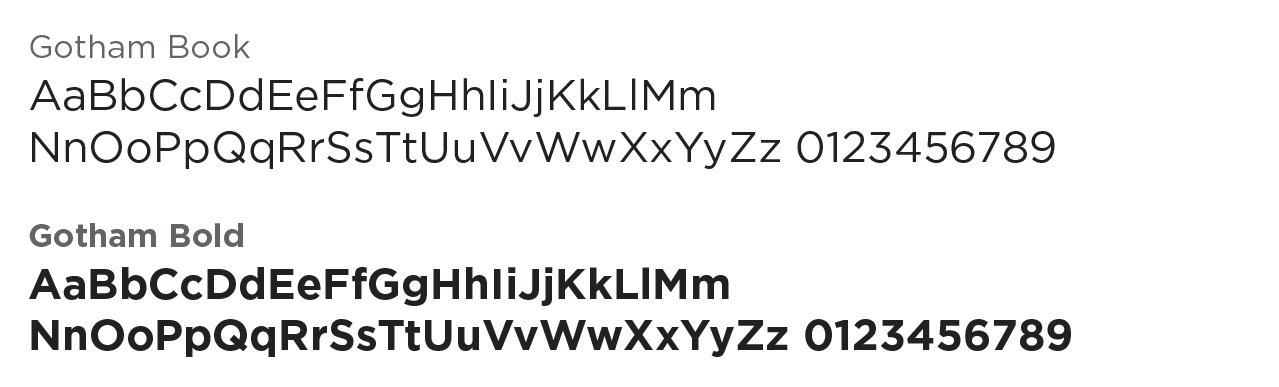 Gotham Book
AaBbCcDdEeFfGgHhIiJjKkLlMm
NnOoPpQqRrSsTtUuVvWwXxYyZz 0123456789
Gotham Bold
AaBbCcDdEeFfGgHhIiJjKkLlMm
NnOoPpQqRrSsTtUuVvWwXxYyZz 0123456789